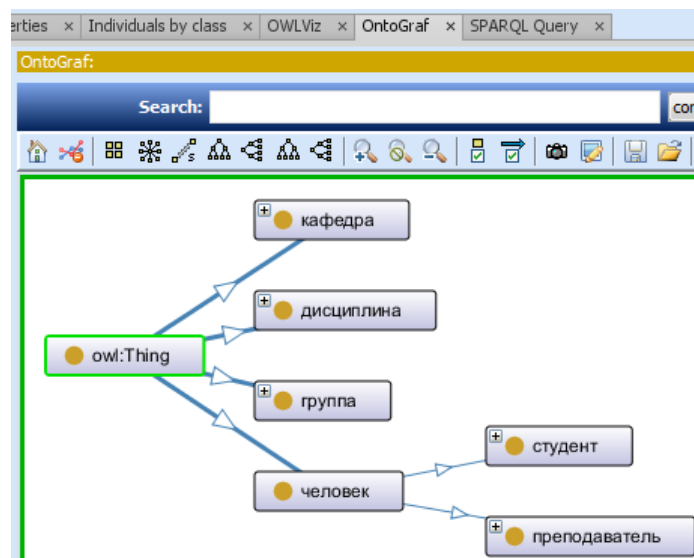 erties × Individuals by class × OWLViz × OntoGraf × SPARQL Query ×
OntoGraf:
Search:
кафедра
дисциплина
owl:Thing
группа
студент
человек
преподаватель